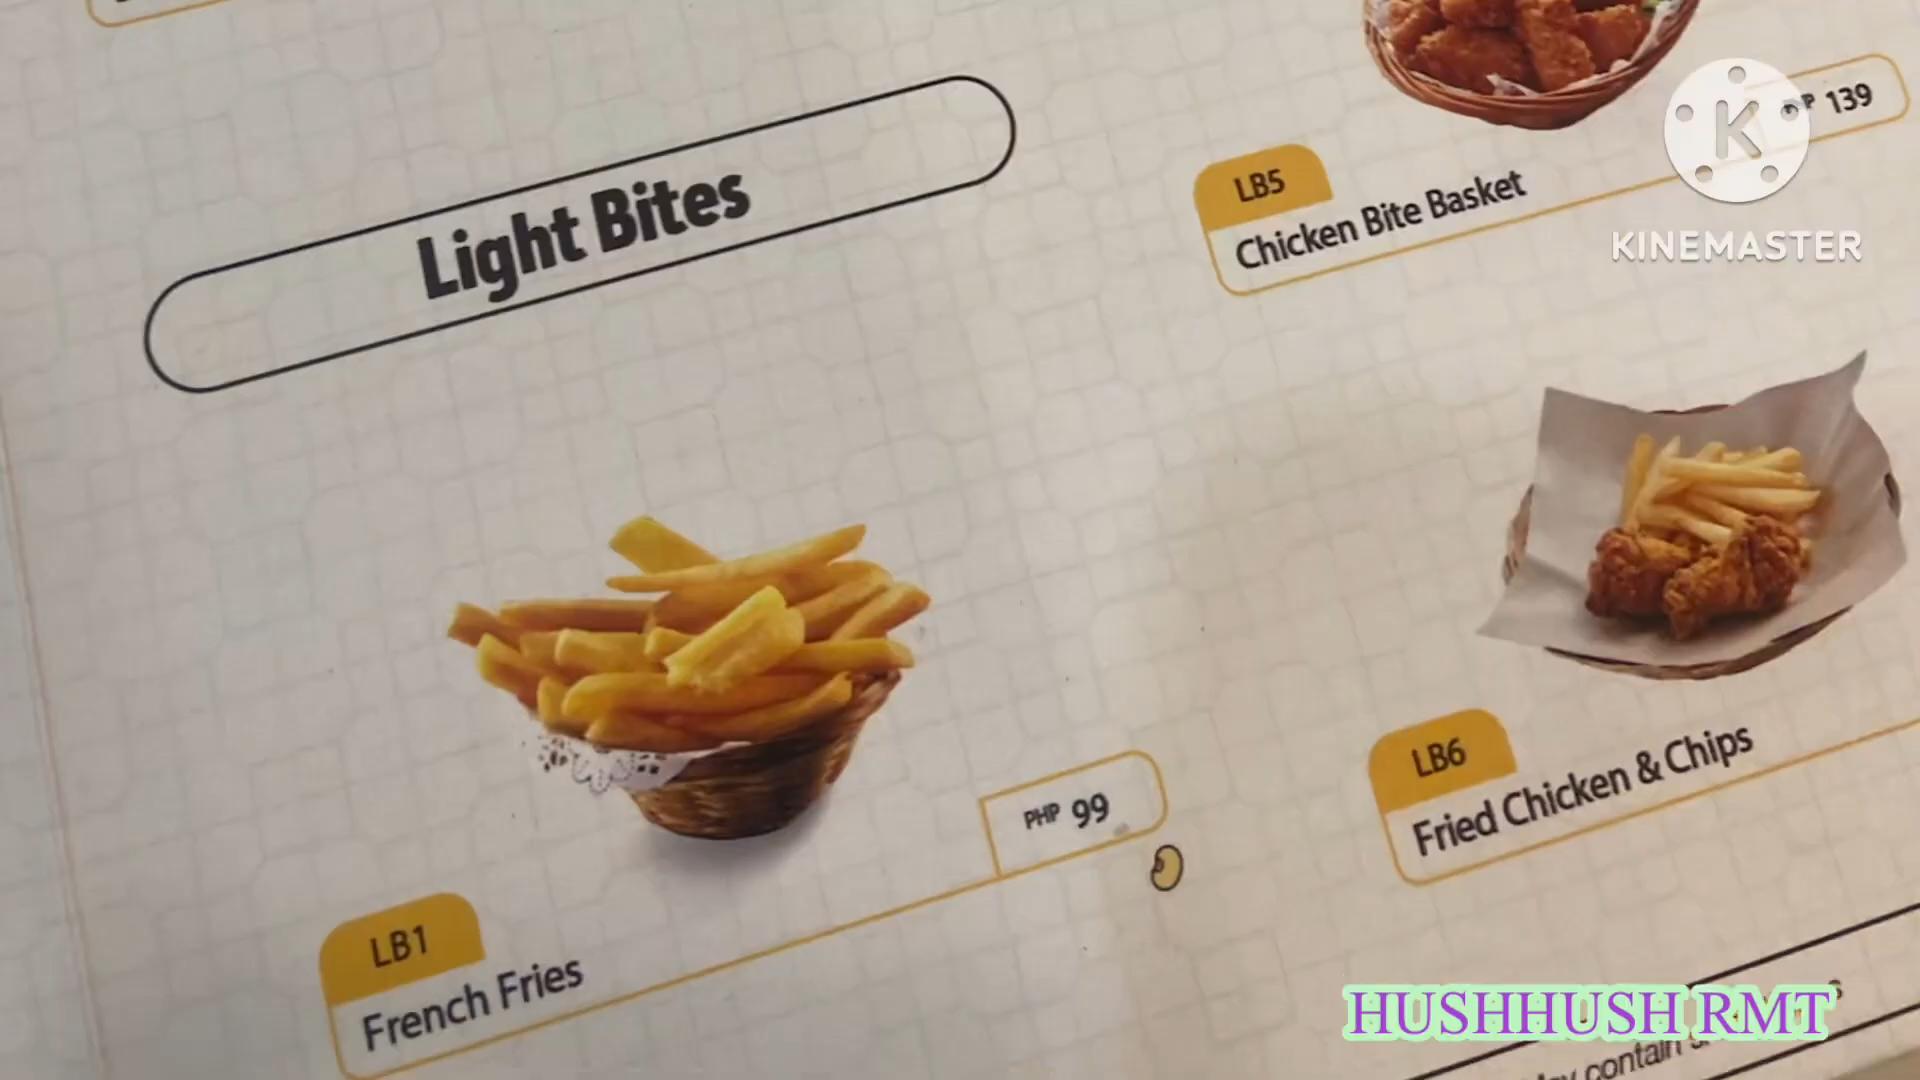 Light Bites
139
LB5
Chicken Bite Basket
KINEMASTER
LB6
Fried Chicken & Chips
PHP 99
LB1
French Fries
HUSHHUSH RMT
contain